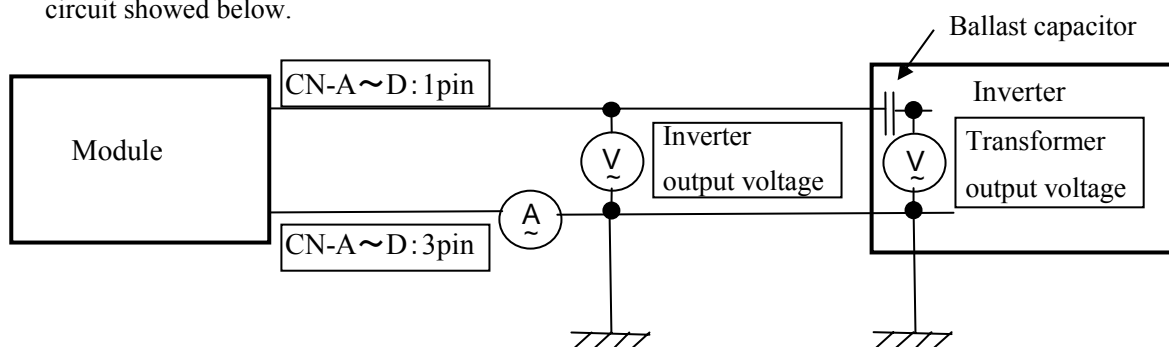 circuit showed below.
Ballast capacitor
CN-A～D:1pin
Inverter
Module
Inverter
output voltage
V
~
Transformer
output voltage
V
~
A
~
CN-A～D:3pin